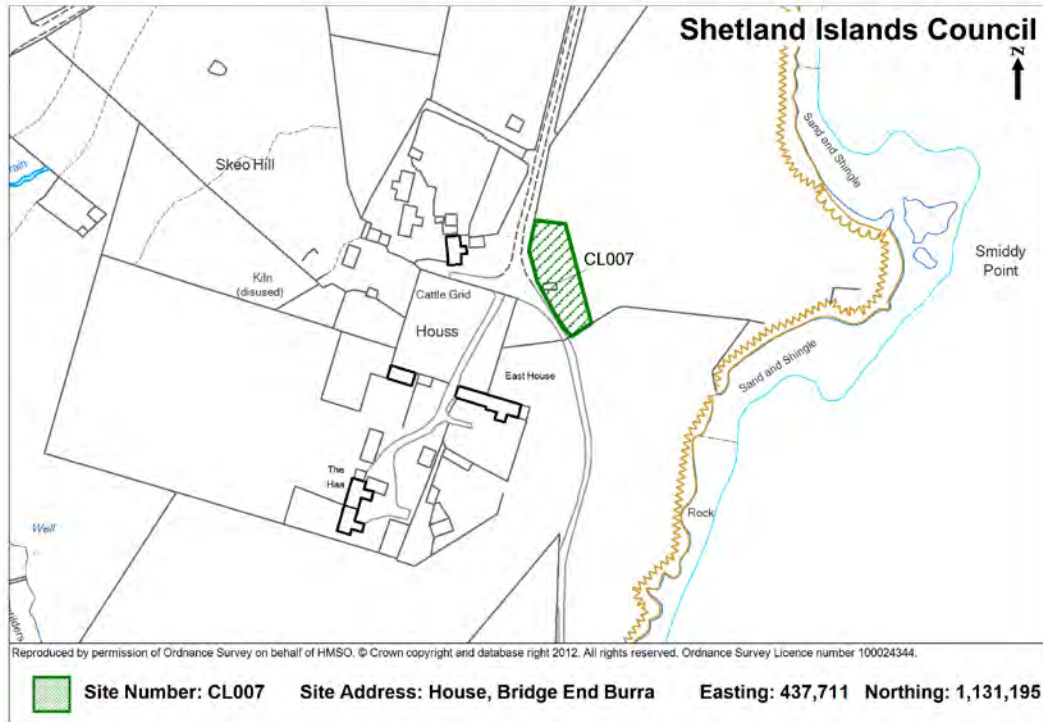 Shetland Islands Council
N
Sand and Shingle
Skeo Hill
Smiddy
Point
CL007
Kiln
(disused)
Cattle Grid
Houss
Sand and Shingle
East House
The
Haa
Rock
Well
Reproduced by permission of Ordnance Survey on behalf of HMSO. © Crown copyright and database right 2012. All rights reserved. Ordnance Survey Licence number 100024344.
Site Number: CL007 Site Address: House, Bridge End Burra Easting: 437,711 Northing: 1,131,195